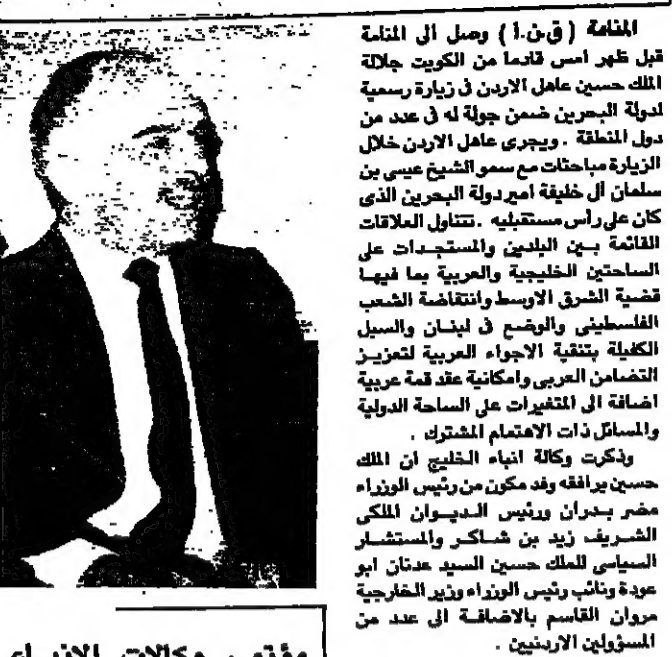 المنامة ( ق.ن.أ ) وصل الى المنامة
قبل ظهر امس قادما من الكويت جلالة
الملك حسين عاهل الاردن فى زيارة رسمية
لدولة البحرين ضمن جولة له فى عدد من
دول المنطقة . ويجرى عاهل الاردن خلال
الزيارة مباحثات مع سمو الشيخ عيسى بن
سلمان آل خليفة امير دولة البحرين الذى
كان على رأس مستقبليه . تتناول العلاقات
القائمة بين البلدين والمستجدات على
الساحتين الخليجية والعربية بما فيها
قضية الشرق الاوسط وانتفاضة الشعب
الفلسطينى والوضع فى لبنان والسبل
الكفيلة بتنقية الاجواء العربية لتعزيز
التضامن العربى وامكانية عقد قمة عربية
اضافة الى المتغيرات على الساحة الدولية
والمسائل ذات الاهتمام المشترك .
وذكرت وكالة انباء الخليج ان الملك
حسين يرافقه وفد مكون من رئيس الوزراء
مضر بدران ورئيس الديوان الملكى
الشريف زيد بن شاكر والمستشار
السياسى للملك حسين السيد عدنان ابو
عودة ونائب رئيس الوزراء وزير الخارجية
مروان القاسم بالاضافة الى عدد من
المسؤولين الاردنيين .